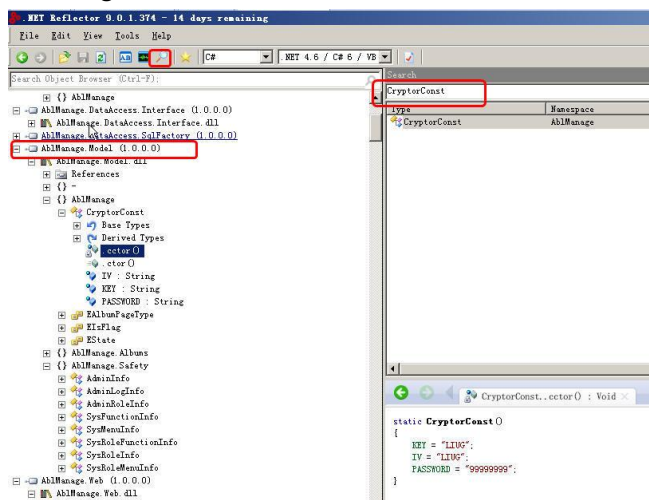 .NET Reflector 9.0.1.374 - 14 days remaining
File Edit View Tools Help
C# .NET 4.6 / C# 6 / VB
Search Object Browser (Ctrl-F);
{} AblManage
AblManage.DataAccess.Interface (1.0.0.0)
AblManage.DataAccess.Interface.dll
AblManage.DataAccess.SqlFactory (1.0.0.0)
AblManage.Model (1.0.0.0)
AblManage.Model.dll
References
{} -
{} AblManage
CryptorConst
Base Types
Derived Types
.cctor()
.ctor()
IV : String
KEY : String
PASSWORD : String
EAlbumPageType
EIsFlag
EState
{} AblManage.Albums
{} AblManage.Safety
AdminInfo
AdminLogInfo
AdminRoleInfo
SysFunctionInfo
SysMenuInfo
SysRoleFunctionInfo
SysRoleInfo
SysRoleMenuInfo
AblManage.Web (1.0.0.0)
AblManage.Web.dll
Search
CryptorConst
Type Namespace
CryptorConst AblManage
CryptorConst..cctor() : Void
static CryptorConst()
{
KEY = "LIUG";
IV = "LIUG";
PASSWORD = "99999999";
}